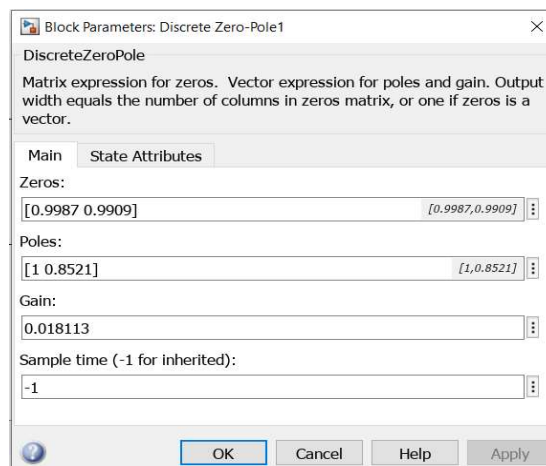 Block Parameters: Discrete Zero-Pole1
DiscreteZeroPole
Matrix expression for zeros. Vector expression for poles and gain. Output
width equals the number of columns in zeros matrix, or one if zeros is a
vector.
Main State Attributes
Zeros:
[0.9987 0.9909] [0.9987,0.9909]
Poles:
[1 0.8521] [1,0.8521]
Gain:
0.018113
Sample time (-1 for inherited):
-1
OK Cancel Help Apply